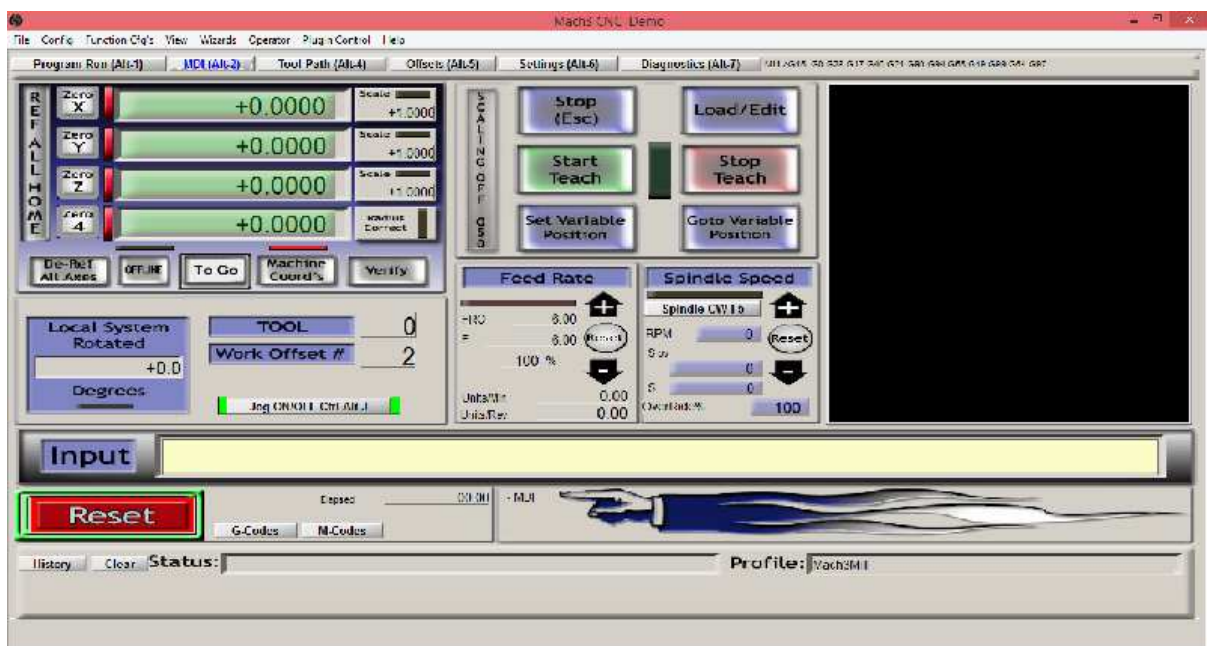 Mach3 CNC Demo
File Config Function Cfg's View Wizards Operator PlugIn Control Help
Program Run (Alt-1) MDI (Alt-2) Tool Path (Alt-4) Offsets (Alt-5) Settings (Alt-6) Diagnostics (Alt-7)
REF ALL HOME
Zero X +0.0000 Scale +1.0000
Zero Y +0.0000 Scale +1.0000
Zero Z +0.0000 Scale +1.0000
Zero 4 +0.0000 Radius Correct
De-Ref All Axes OFFLINE To Go Machine Coord's Verify
SCALING OFF G50
Stop (Esc) Load/Edit
Start Teach Stop Teach
Set Variable Position Goto Variable Position
Local System Rotated
+0.0
Degrees
TOOL 0
Work Offset # 2
Jog ON/OFF Ctrl-Alt-J
Feed Rate
6.00
6.00 Reset
100 %
Units/Min 0.00
Units/Rev 0.00
Spindle Speed
Spindle CW F5
RPM 0 Reset
0
S 0
100
Input
Reset
Elapsed 00:00 - MDI
G-Codes M-Codes
History Clear Status: Profile: Mach3Mill